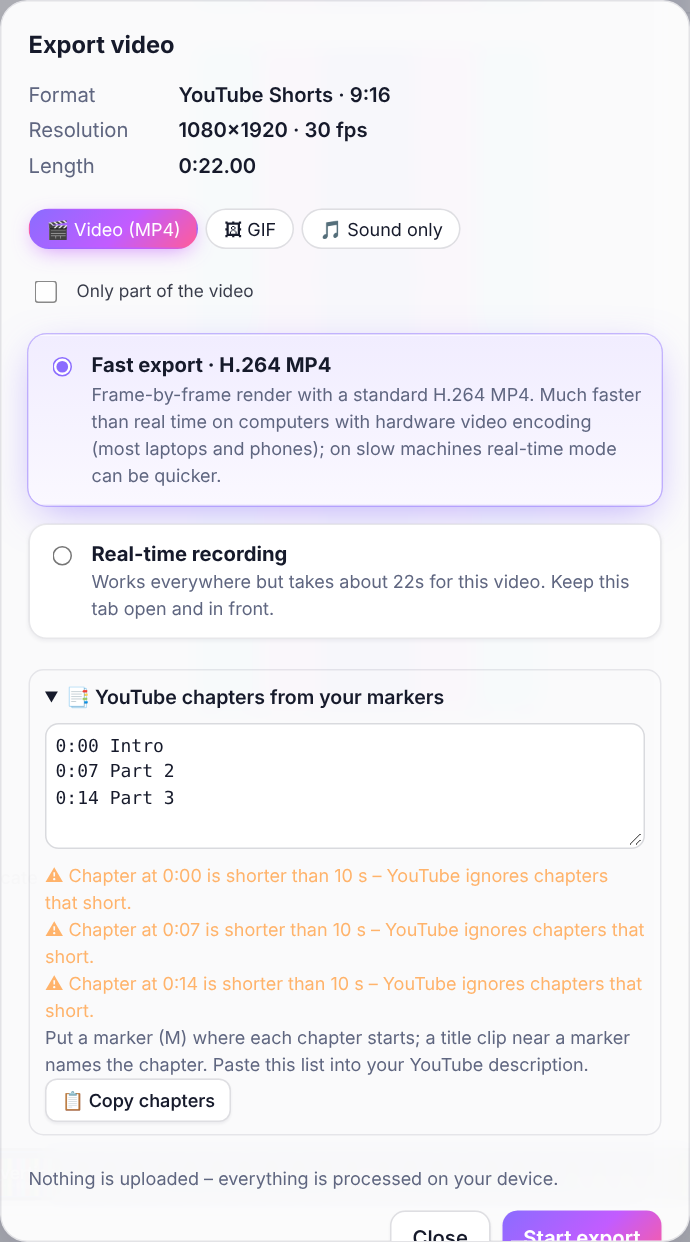 Export video
Format YouTube Shorts · 9:16
Resolution 1080×1920 · 30 fps
Length 0:22.00
🎬 Video (MP4) 🖼 GIF 🎵 Sound only
Only part of the video
Fast export · H.264 MP4
Frame-by-frame render with a standard H.264 MP4. Much faster
than real time on computers with hardware video encoding
(most laptops and phones); on slow machines real-time mode
can be quicker.
Real-time recording
Works everywhere but takes about 22s for this video. Keep this
tab open and in front.
▼ 📑 YouTube chapters from your markers
0:00 Intro
0:07 Part 2
0:14 Part 3
⚠ Chapter at 0:00 is shorter than 10 s – YouTube ignores chapters
that short.
⚠ Chapter at 0:07 is shorter than 10 s – YouTube ignores chapters that
short.
⚠ Chapter at 0:14 is shorter than 10 s – YouTube ignores chapters that
short.
Put a marker (M) where each chapter starts; a title clip near a marker
names the chapter. Paste this list into your YouTube description.
📋 Copy chapters
Nothing is uploaded – everything is processed on your device.
Close Start export